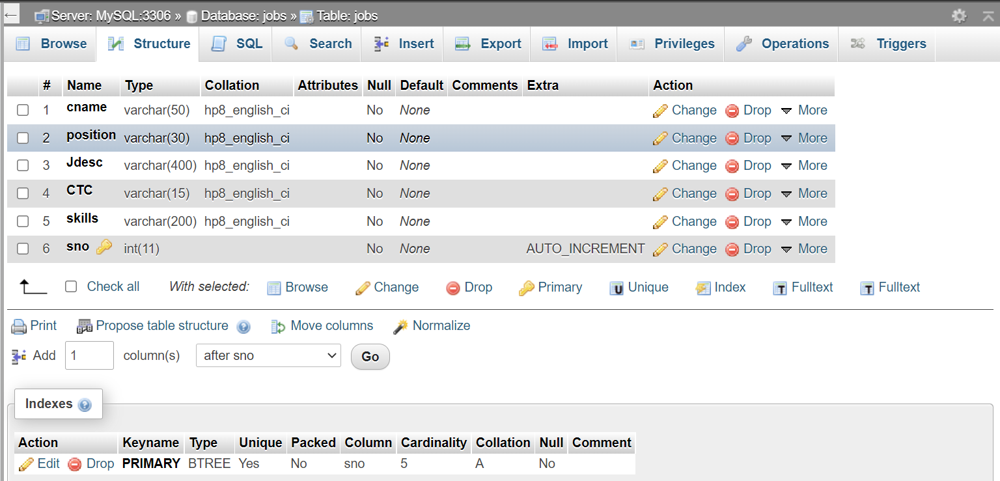 Server: MySQL:3306 » Database: jobs » Table: jobs
Browse Structure SQL Search Insert Export Import Privileges Operations Triggers
# Name Type Collation Attributes Null Default Comments Extra Action
1 cname varchar(50) hp8_english_ci No None Change Drop More
2 position varchar(30) hp8_english_ci No None Change Drop More
3 Jdesc varchar(400) hp8_english_ci No None Change Drop More
4 CTC varchar(15) hp8_english_ci No None Change Drop More
5 skills varchar(200) hp8_english_ci No None Change Drop More
6 sno int(11) No None AUTO_INCREMENT Change Drop More
Check all With selected: Browse Change Drop Primary Unique Index Fulltext Fulltext
Print Propose table structure Move columns Normalize
Add 1 column(s) after sno Go
Indexes
Action Keyname Type Unique Packed Column Cardinality Collation Null Comment
Edit Drop PRIMARY BTREE Yes No sno 5 A No